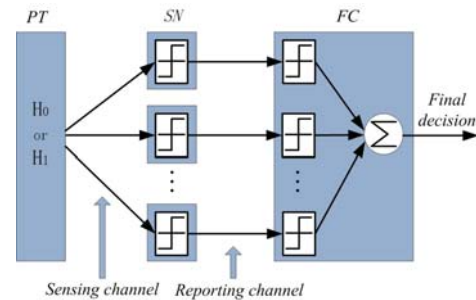 PT
SN
FC
H0
or
H1
Final
decision
Σ
Sensing channel
Reporting channel